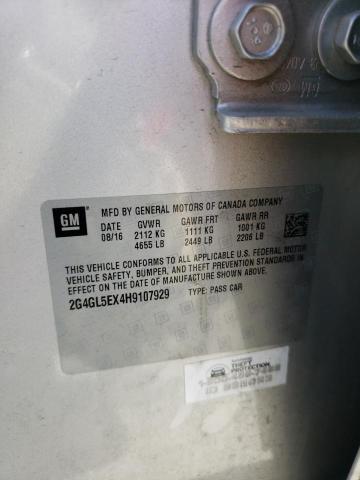 GM
MFD BY GENERAL MOTORS OF CANADA COMPANY
DATE GVWR GAWR FRT GAWR RR
08/16 2112 KG 1111 KG 1001 KG
4655 LB 2449 LB 2206 LB
THIS VEHICLE CONFORMS TO ALL APPLICABLE U.S. FEDERAL MOTOR
VEHICLE SAFETY, BUMPER, AND THEFT PREVENTION STANDARDS IN
EFFECT ON THE DATE OF MANUFACTURE SHOWN ABOVE.
2G4GL5EX4H9107929 TYPE: PASS CAR
THEFT
PROTECTION